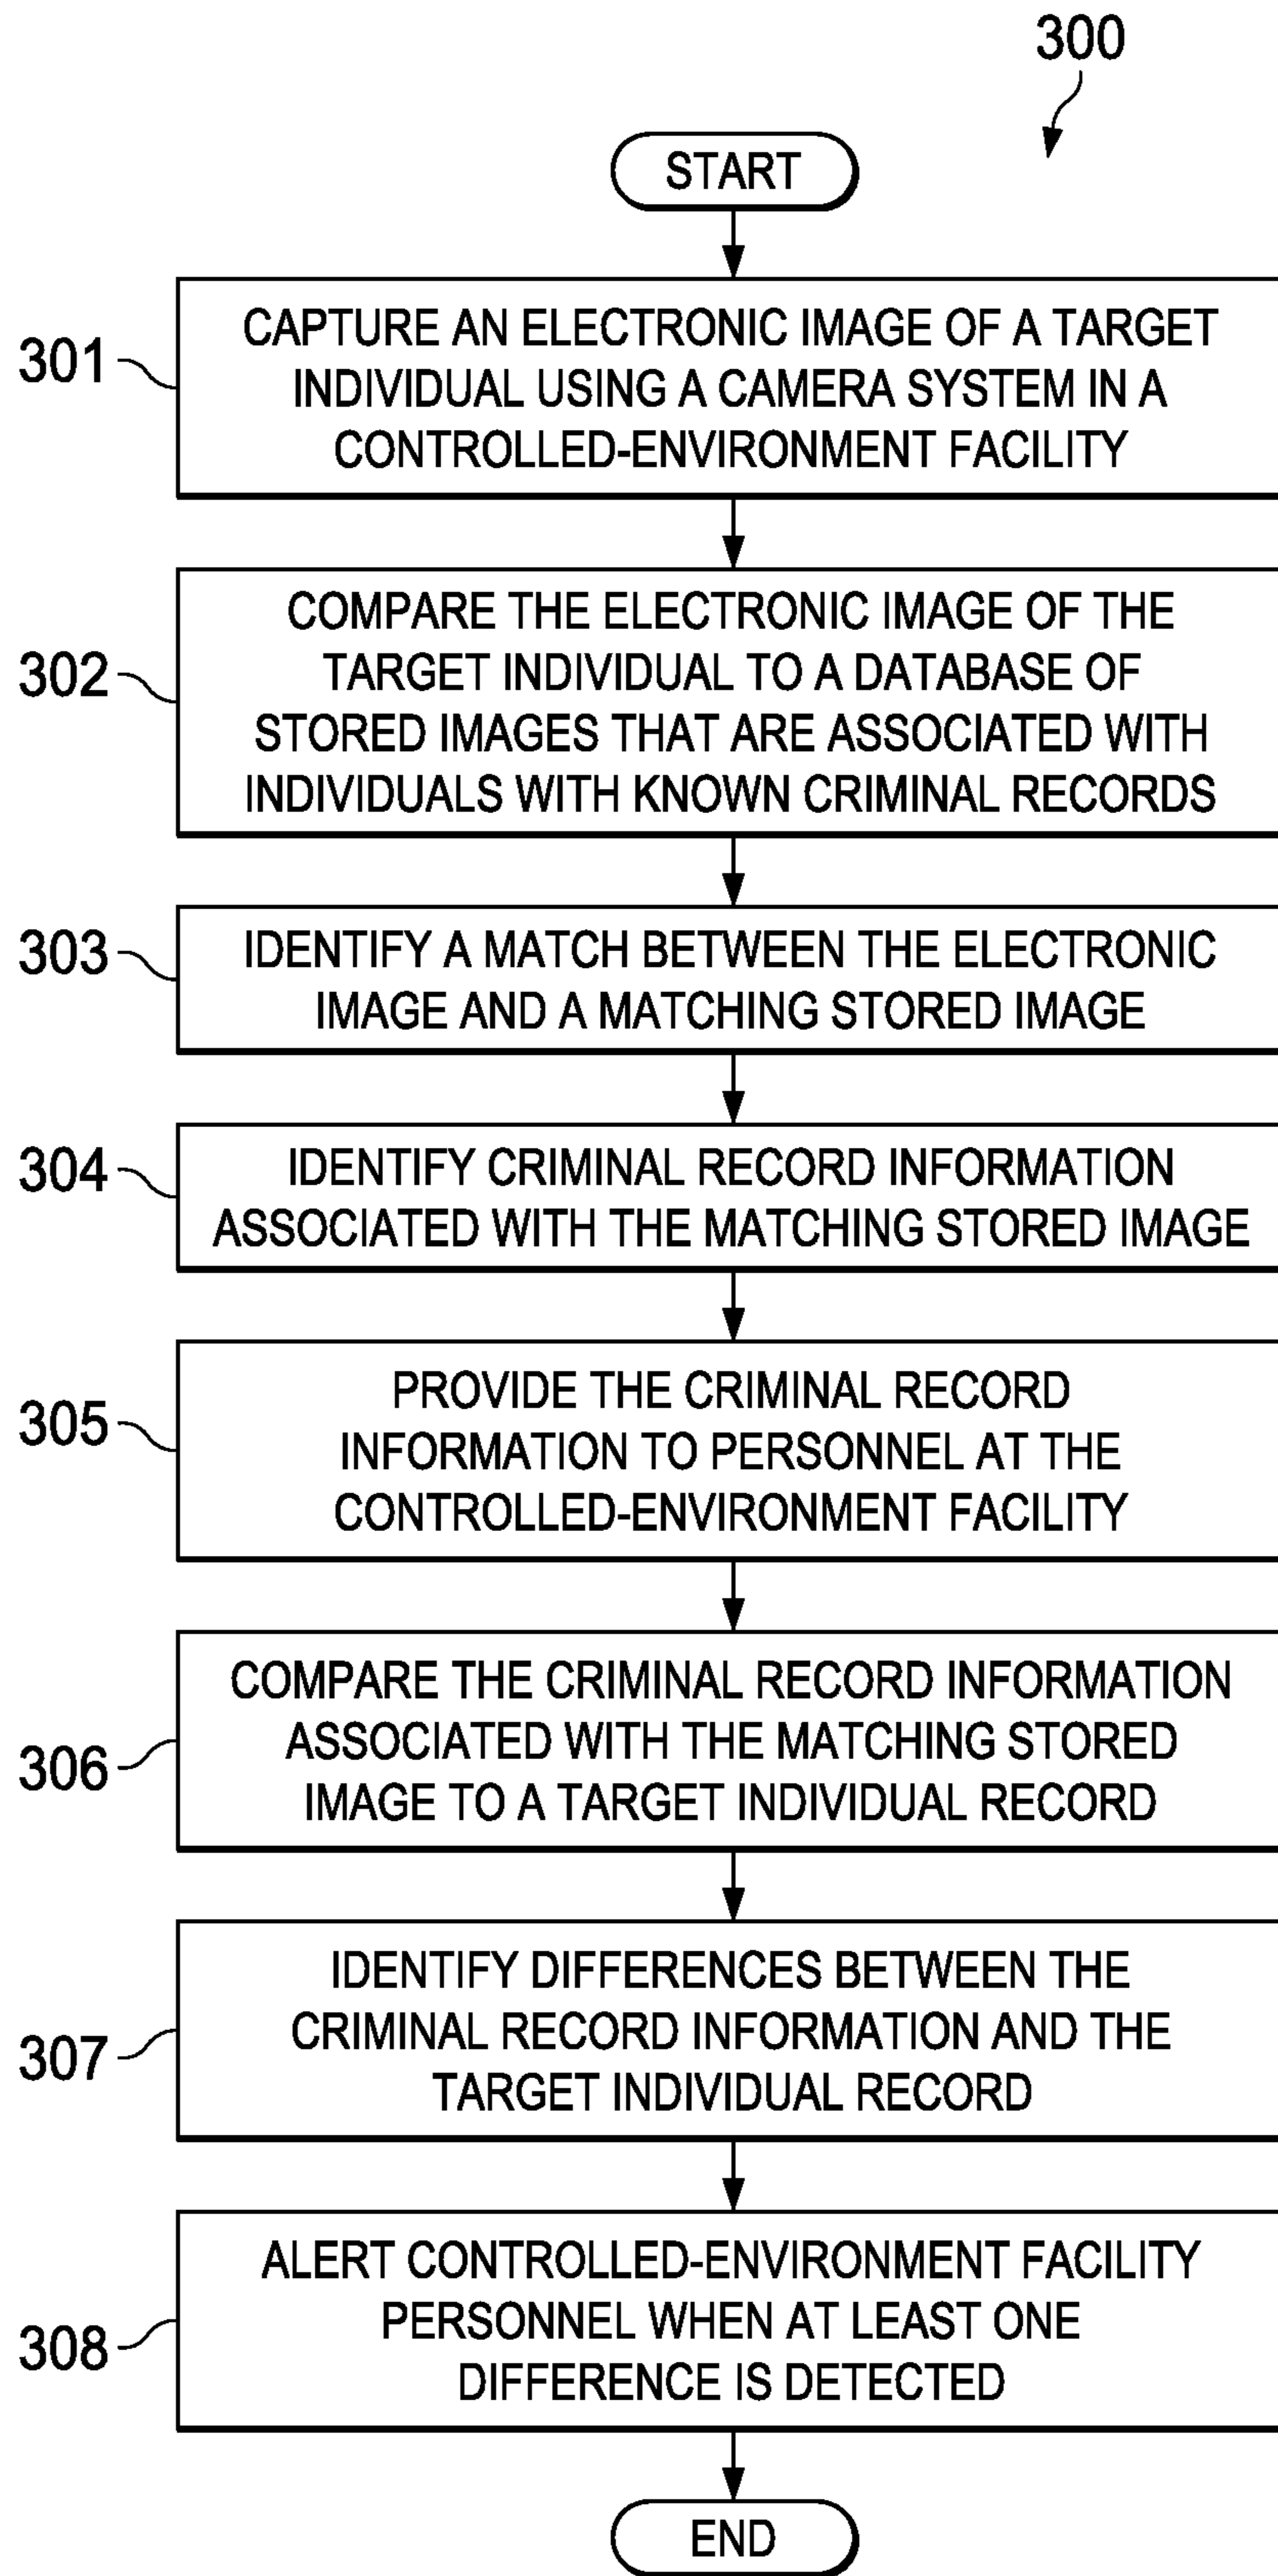 300
START
301
CAPTURE AN ELECTRONIC IMAGE OF A TARGET
INDIVIDUAL USING A CAMERA SYSTEM IN A
CONTROLLED-ENVIRONMENT FACILITY
302
COMPARE THE ELECTRONIC IMAGE OF THE
TARGET INDIVIDUAL TO A DATABASE OF
STORED IMAGES THAT ARE ASSOCIATED WITH
INDIVIDUALS WITH KNOWN CRIMINAL RECORDS
303
IDENTIFY A MATCH BETWEEN THE ELECTRONIC
IMAGE AND A MATCHING STORED IMAGE
304
IDENTIFY CRIMINAL RECORD INFORMATION
ASSOCIATED WITH THE MATCHING STORED IMAGE
305
PROVIDE THE CRIMINAL RECORD
INFORMATION TO PERSONNEL AT THE
CONTROLLED-ENVIRONMENT FACILITY
306
COMPARE THE CRIMINAL RECORD INFORMATION
ASSOCIATED WITH THE MATCHING STORED
IMAGE TO A TARGET INDIVIDUAL RECORD
307
IDENTIFY DIFFERENCES BETWEEN THE
CRIMINAL RECORD INFORMATION AND THE
TARGET INDIVIDUAL RECORD
308
ALERT CONTROLLED-ENVIRONMENT FACILITY
PERSONNEL WHEN AT LEAST ONE
DIFFERENCE IS DETECTED
END